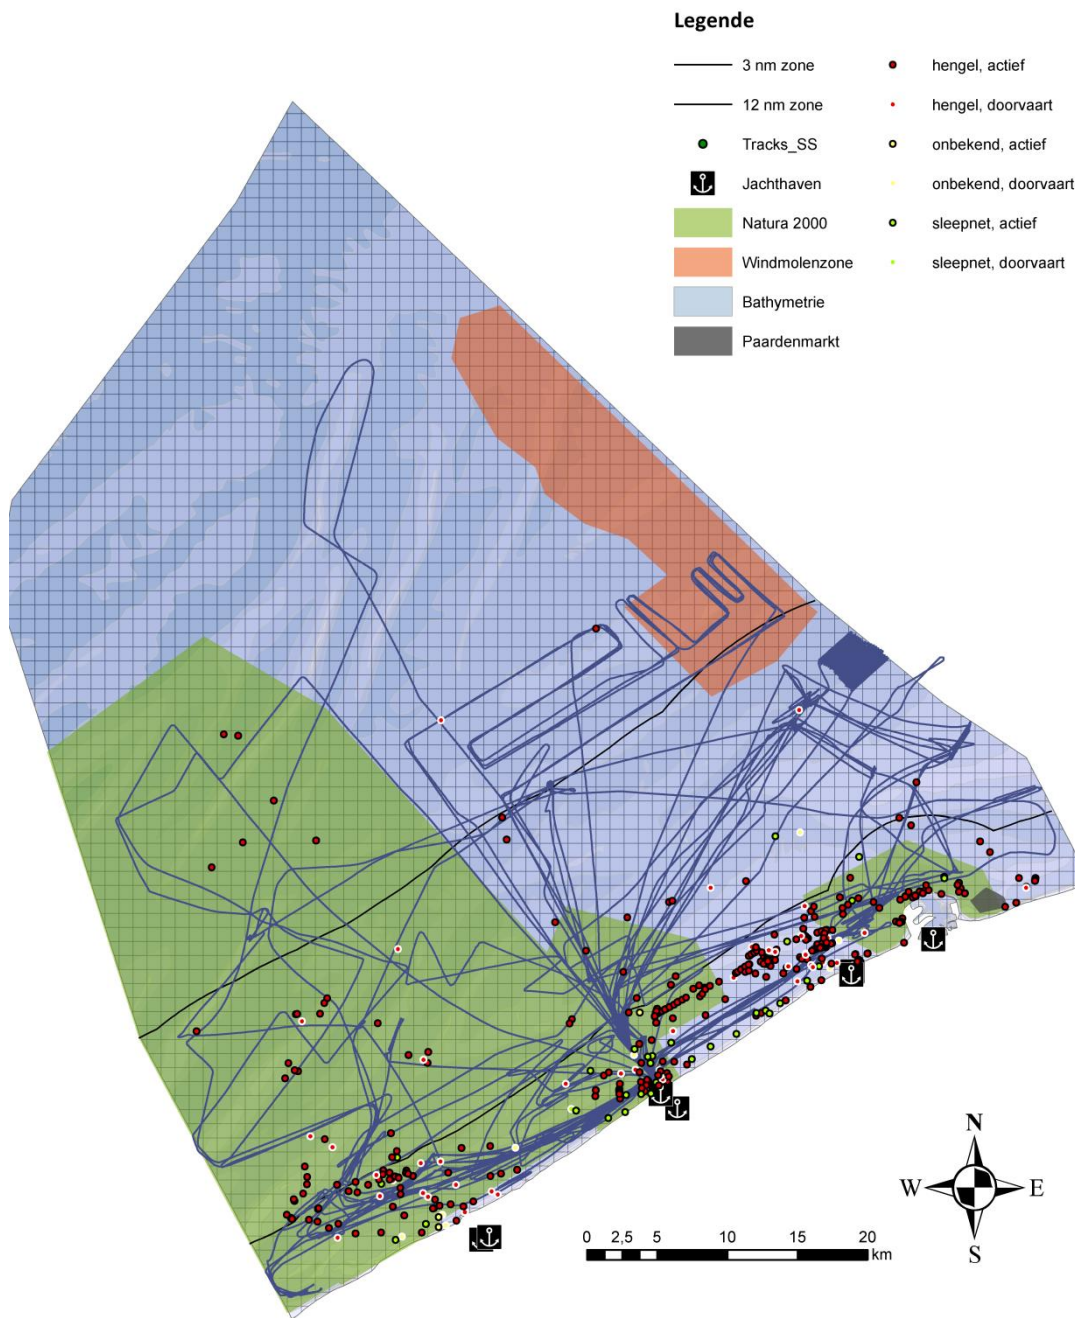 Legende
3 nm zone
12 nm zone
Tracks_SS
Jachthaven
Natura 2000
Windmolenzone
Bathymetrie
Paardenmarkt
hengel, actief
hengel, doorvaart
onbekend, actief
onbekend, doorvaart
sleepnet, actief
sleepnet, doorvaart
N
W E
S
0 2,5 5 10 15 20
km